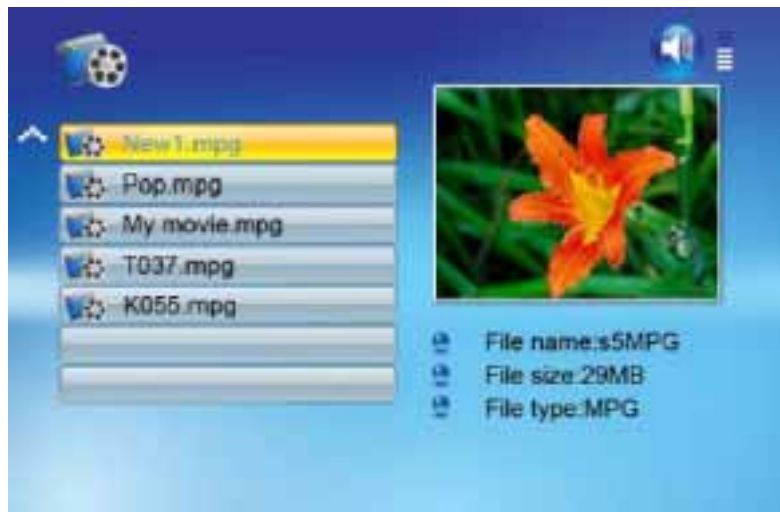 New1.mpg
Pop.mpg
My movie.mpg
T037.mpg
K055.mpg
File name:s5MPG
File size:29MB
File type:MPG